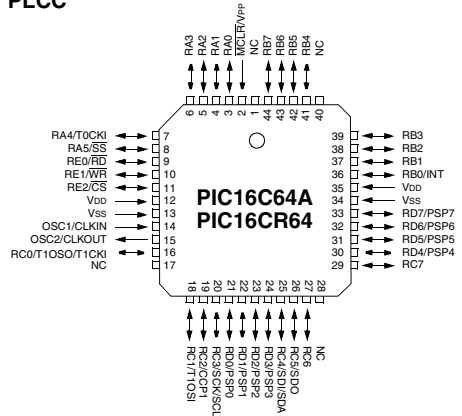 PLCC
RA3
RA2
RA1
RA0
MCLR/VPP
NC
RB7
RB6
RB5
RB4
NC
6
5
4
3
2
1
44
43
42
41
40
RA4/T0CKI
RA5/SS
RE0/RD
RE1/WR
RE2/CS
VDD
VSS
OSC1/CLKIN
OSC2/CLKOUT
RC0/T1OSO/T1CKI
NC
7
8
9
10
11
12
13
14
15
16
17
PIC16C64A
PIC16CR64
39
38
37
36
35
34
33
32
31
30
29
RB3
RB2
RB1
RB0/INT
VDD
VSS
RD7/PSP7
RD6/PSP6
RD5/PSP5
RD4/PSP4
RC7
18
19
20
21
22
23
24
25
26
27
28
RC1/T1OSI
RC2/CCP1
RC3/SCK/SCL
RD0/PSP0
RD1/PSP1
RD2/PSP2
RD3/PSP3
RC4/SDI/SDA
RC5/SDO
RC6
NC